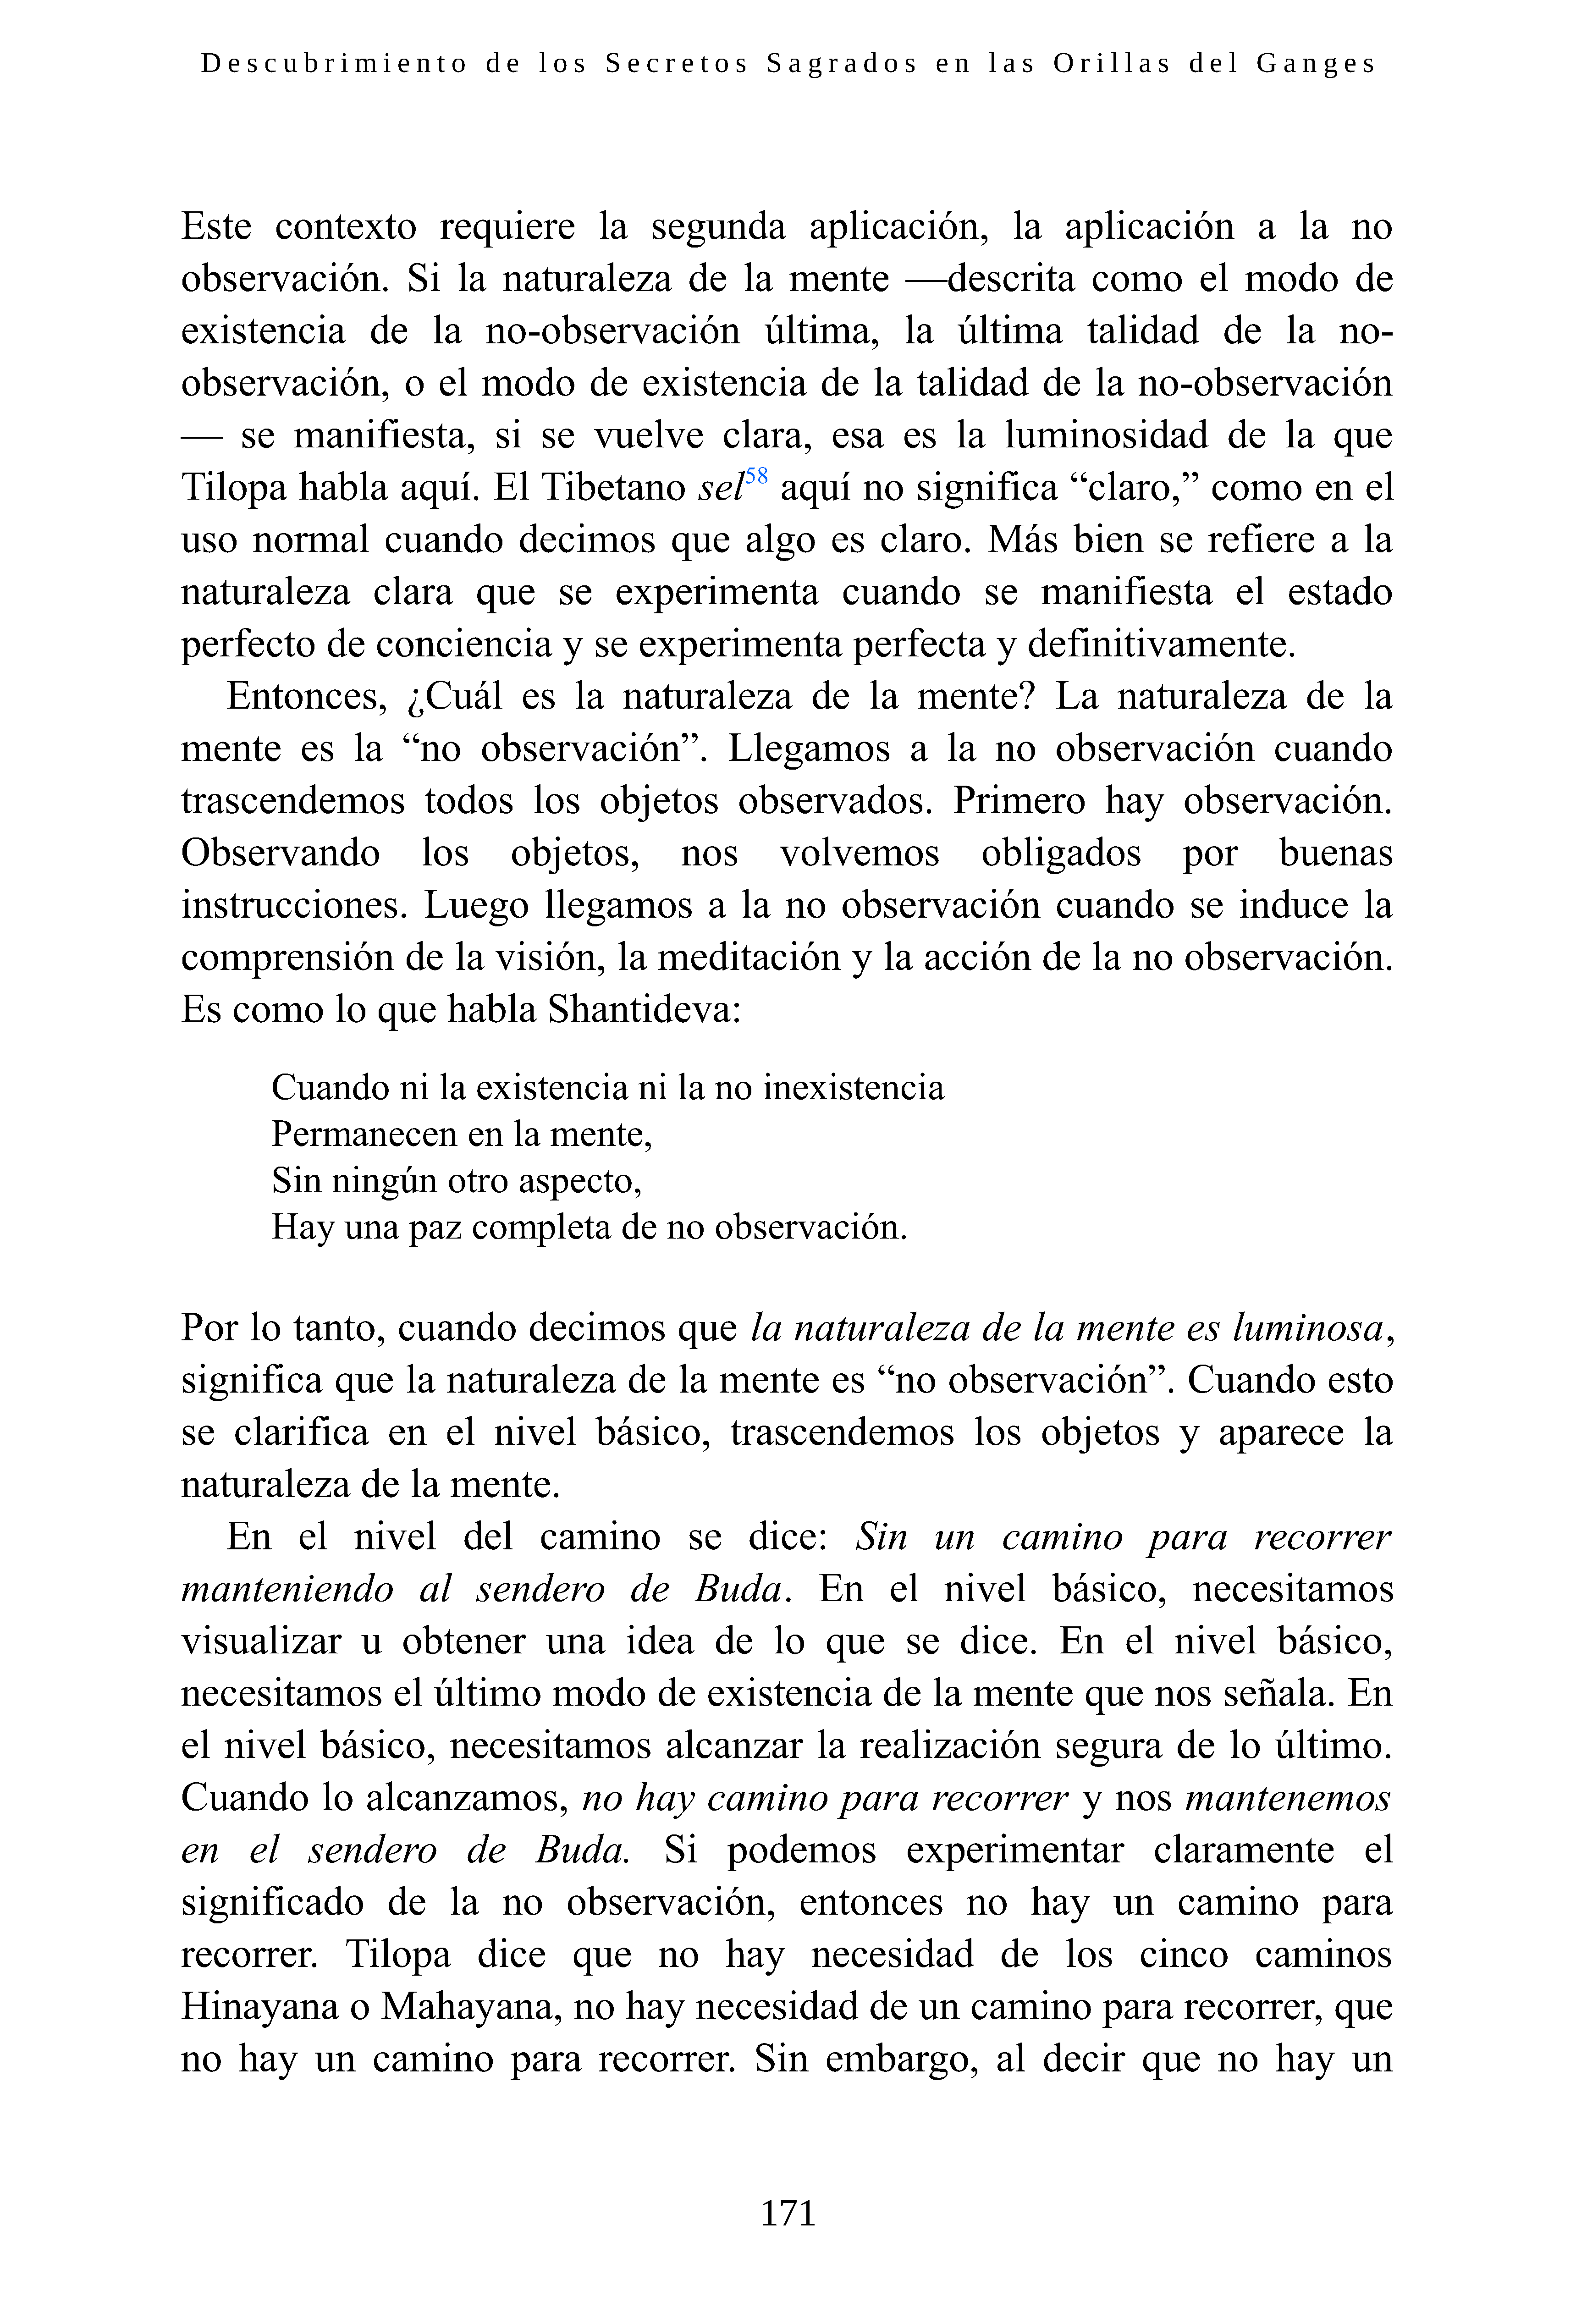 Descubrimiento de los Secretos Sagrados en las Orillas del Ganges
Este contexto requiere la segunda aplicación, la aplicación a la no
observación. Si la naturaleza de la mente —descrita como el modo de
existencia de la no-observación última, la última talidad de la no-
observación, o el modo de existencia de la talidad de la no-observación
— se manifiesta, si se vuelve clara, esa es la luminosidad de la que
Tilopa habla aquí. El Tibetano sel58 aquí no significa “claro,” como en el
uso normal cuando decimos que algo es claro. Más bien se refiere a la
naturaleza clara que se experimenta cuando se manifiesta el estado
perfecto de conciencia y se experimenta perfecta y definitivamente.
Entonces, ¿Cuál es la naturaleza de la mente? La naturaleza de la
mente es la “no observación”. Llegamos a la no observación cuando
trascendemos todos los objetos observados. Primero hay observación.
Observando los objetos, nos volvemos obligados por buenas
instrucciones. Luego llegamos a la no observación cuando se induce la
comprensión de la visión, la meditación y la acción de la no observación.
Es como lo que habla Shantideva:
Cuando ni la existencia ni la no inexistencia
Permanecen en la mente,
Sin ningún otro aspecto,
Hay una paz completa de no observación.
Por lo tanto, cuando decimos que la naturaleza de la mente es luminosa,
significa que la naturaleza de la mente es “no observación”. Cuando esto
se clarifica en el nivel básico, trascendemos los objetos y aparece la
naturaleza de la mente.
En el nivel del camino se dice: Sin un camino para recorrer
manteniendo al sendero de Buda. En el nivel básico, necesitamos
visualizar u obtener una idea de lo que se dice. En el nivel básico,
necesitamos el último modo de existencia de la mente que nos señala. En
el nivel básico, necesitamos alcanzar la realización segura de lo último.
Cuando lo alcanzamos, no hay camino para recorrer y nos mantenemos
en el sendero de Buda. Si podemos experimentar claramente el
significado de la no observación, entonces no hay un camino para
recorrer. Tilopa dice que no hay necesidad de los cinco caminos
Hinayana o Mahayana, no hay necesidad de un camino para recorrer, que
no hay un camino para recorrer. Sin embargo, al decir que no hay un
171